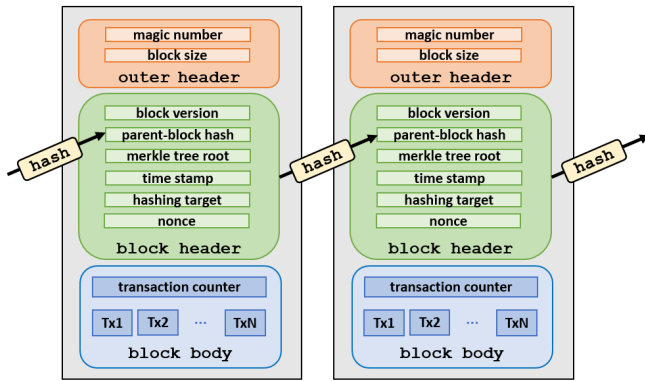 magic number
block size
outer header
block version
parent-block hash
merkle tree root
time stamp
hashing target
nonce
block header
transaction counter
Tx1 Tx2 ... TxN
block body
hash
magic number
block size
outer header
block version
parent-block hash
merkle tree root
time stamp
hashing target
nonce
block header
transaction counter
Tx1 Tx2 ... TxN
block body
hash
hash